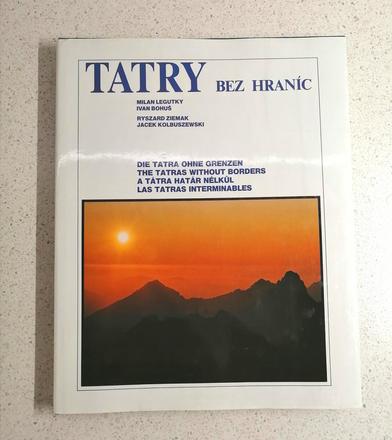 TATRY BEZ HRANÍC
MILAN LEGUTKY
IVAN BOHUŠ
RYSZARD ZIEMAK
JACEK KOLBUSZEWSKI
DIE TATRA OHNE GRENZEN
THE TATRAS WITHOUT BORDERS
A TÁTRA HATÁR NÉLKÜL
LAS TATRAS INTERMINABLES